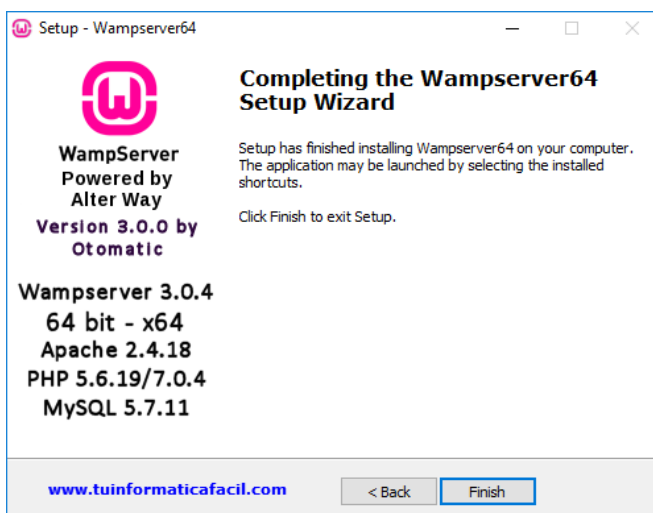 Setup - Wampserver64
WampServer
Powered by
Alter Way
Version 3.0.0 by
Otomatic
Wampserver 3.0.4
64 bit - x64
Apache 2.4.18
PHP 5.6.19/7.0.4
MySQL 5.7.11
Completing the Wampserver64
Setup Wizard
Setup has finished installing Wampserver64 on your computer.
The application may be launched by selecting the installed
shortcuts.
Click Finish to exit Setup.
www.tuinformaticafacil.com
< Back
Finish